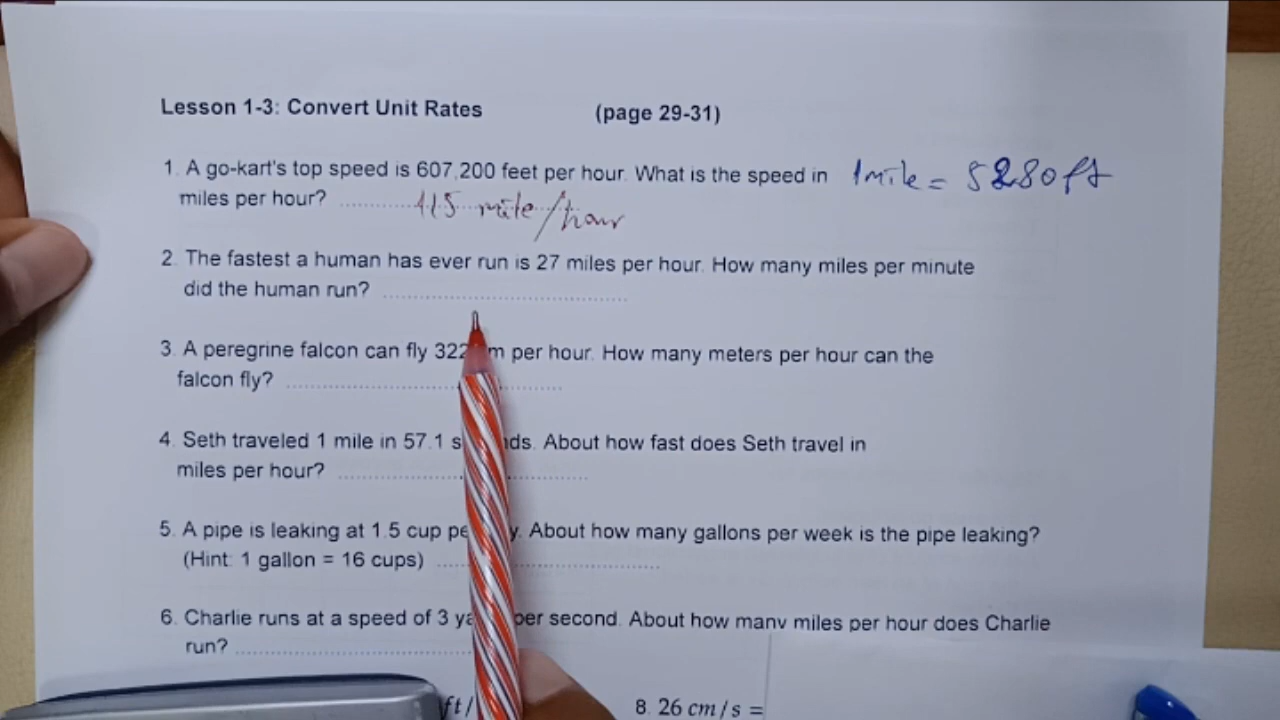 Lesson 1-3: Convert Unit Rates (page 29-31)
1. A go-kart's top speed is 607,200 feet per hour. What is the speed in 1 mile = 5280 ft
miles per hour? 115 mile/hour
2. The fastest a human has ever run is 27 miles per hour. How many miles per minute
did the human run?
3. A peregrine falcon can fly 322 m per hour. How many meters per hour can the
falcon fly?
4. Seth traveled 1 mile in 57.1 s nds. About how fast does Seth travel in
miles per hour?
5. A pipe is leaking at 1.5 cup pe y. About how many gallons per week is the pipe leaking?
(Hint: 1 gallon = 16 cups)
6. Charlie runs at a speed of 3 ya per second. About how many miles per hour does Charlie
run?
ft/ 8. 26 cm/s =